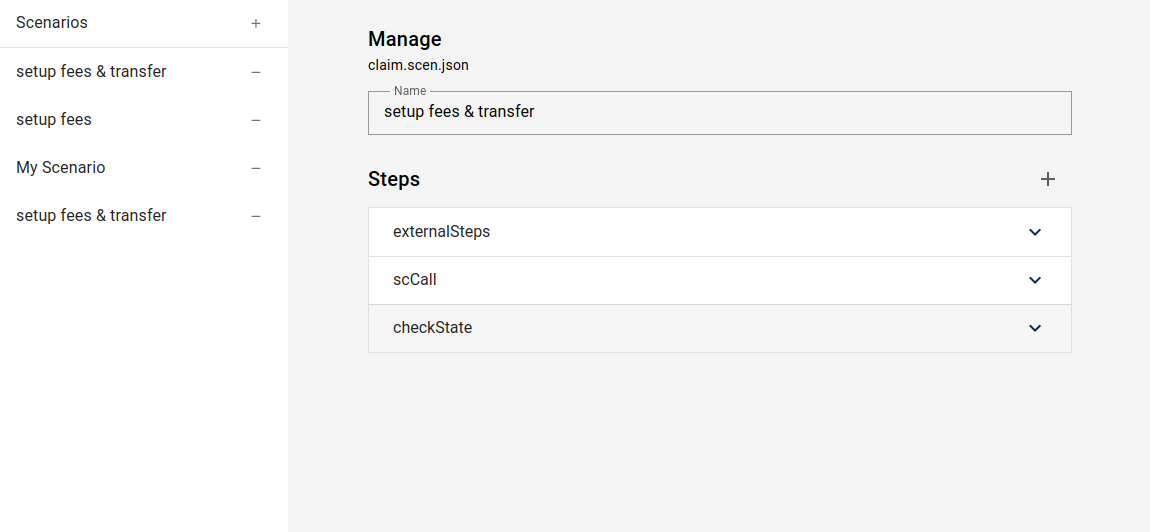 Scenarios +
setup fees & transfer −
setup fees −
My Scenario −
setup fees & transfer −
Manage
claim.scen.json
Name
setup fees & transfer
Steps +
externalSteps
scCall
checkState